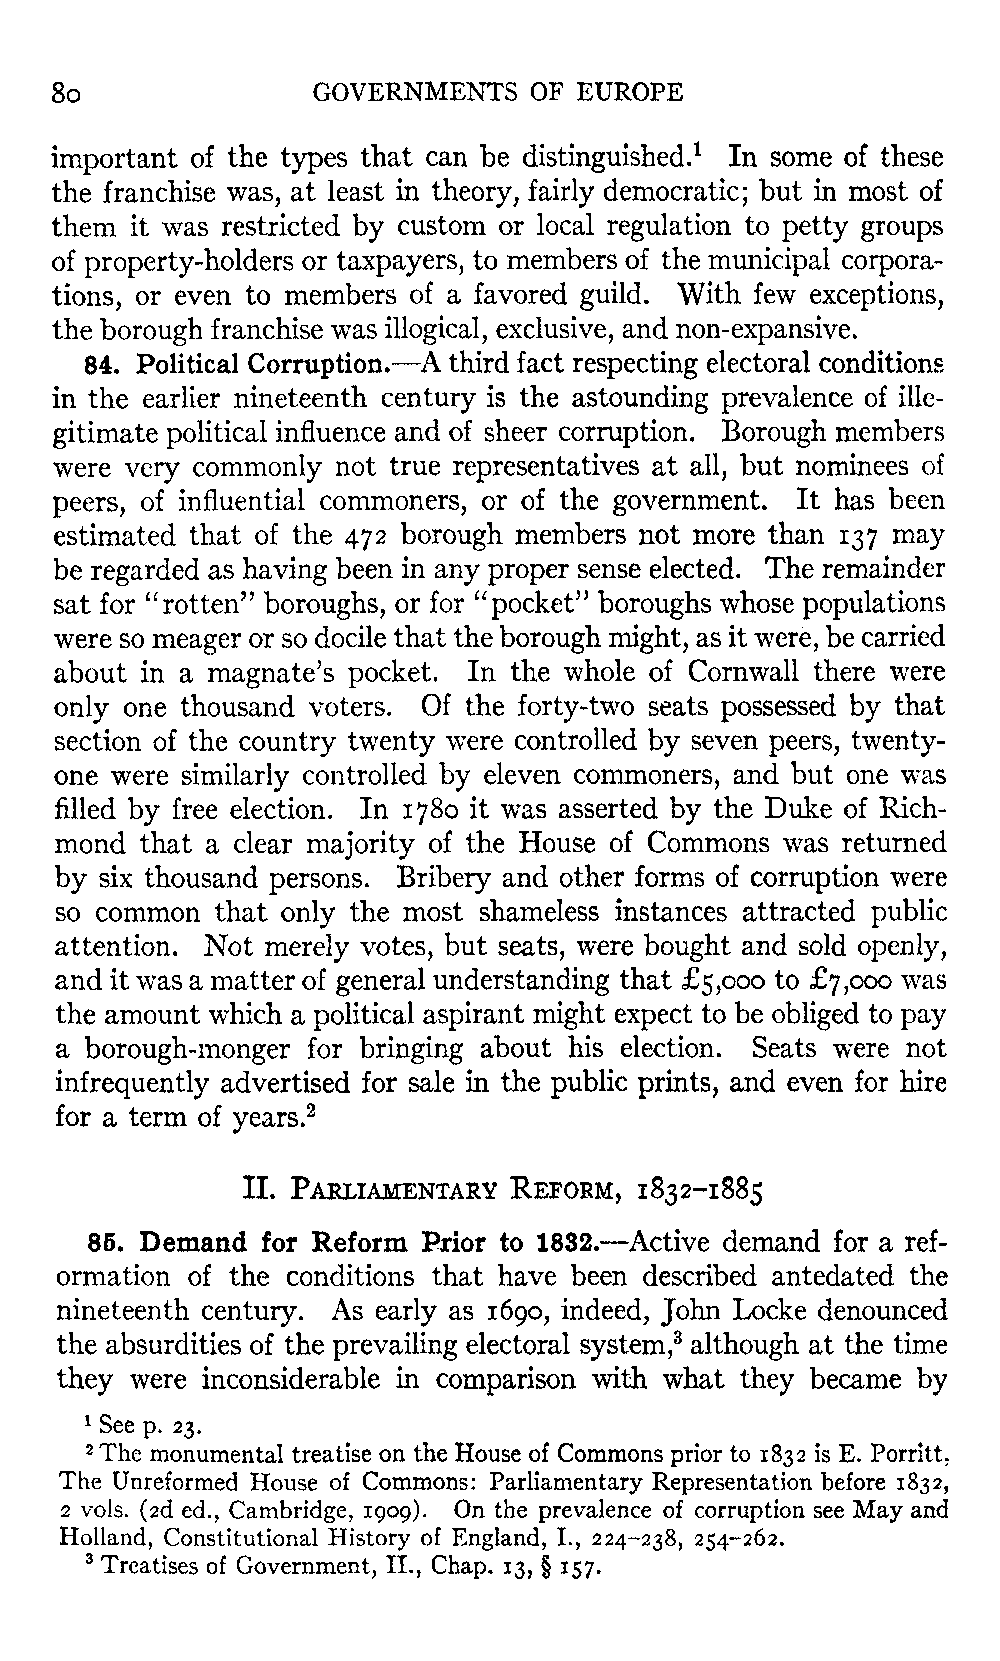 80 GOVERNMENTS OF EUROPE
important of the types that can be distinguished.¹ In some of these
the franchise was, at least in theory, fairly democratic; but in most of
them it was restricted by custom or local regulation to petty groups
of property-holders or taxpayers, to members of the municipal corpora-
tions, or even to members of a favored guild. With few exceptions,
the borough franchise was illogical, exclusive, and non-expansive.
84. Political Corruption.—A third fact respecting electoral conditions
in the earlier nineteenth century is the astounding prevalence of ille-
gitimate political influence and of sheer corruption. Borough members
were very commonly not true representatives at all, but nominees of
peers, of influential commoners, or of the government. It has been
estimated that of the 472 borough members not more than 137 may
be regarded as having been in any proper sense elected. The remainder
sat for "rotten" boroughs, or for "pocket" boroughs whose populations
were so meager or so docile that the borough might, as it were, be carried
about in a magnate's pocket. In the whole of Cornwall there were
only one thousand voters. Of the forty-two seats possessed by that
section of the country twenty were controlled by seven peers, twenty-
one were similarly controlled by eleven commoners, and but one was
filled by free election. In 1780 it was asserted by the Duke of Rich-
mond that a clear majority of the House of Commons was returned
by six thousand persons. Bribery and other forms of corruption were
so common that only the most shameless instances attracted public
attention. Not merely votes, but seats, were bought and sold openly,
and it was a matter of general understanding that £5,000 to £7,000 was
the amount which a political aspirant might expect to be obliged to pay
a borough-monger for bringing about his election. Seats were not
infrequently advertised for sale in the public prints, and even for hire
for a term of years.²
II. PARLIAMENTARY REFORM, 1832–1885
85. Demand for Reform Prior to 1832.—Active demand for a ref-
ormation of the conditions that have been described antedated the
nineteenth century. As early as 1690, indeed, John Locke denounced
the absurdities of the prevailing electoral system,³ although at the time
they were inconsiderable in comparison with what they became by
¹ See p. 23.
² The monumental treatise on the House of Commons prior to 1832 is E. Porritt,
The Unreformed House of Commons: Parliamentary Representation before 1832,
2 vols. (2d ed., Cambridge, 1909). On the prevalence of corruption see May and
Holland, Constitutional History of England, I., 224–238, 254–262.
³ Treatises of Government, II., Chap. 13, § 157.